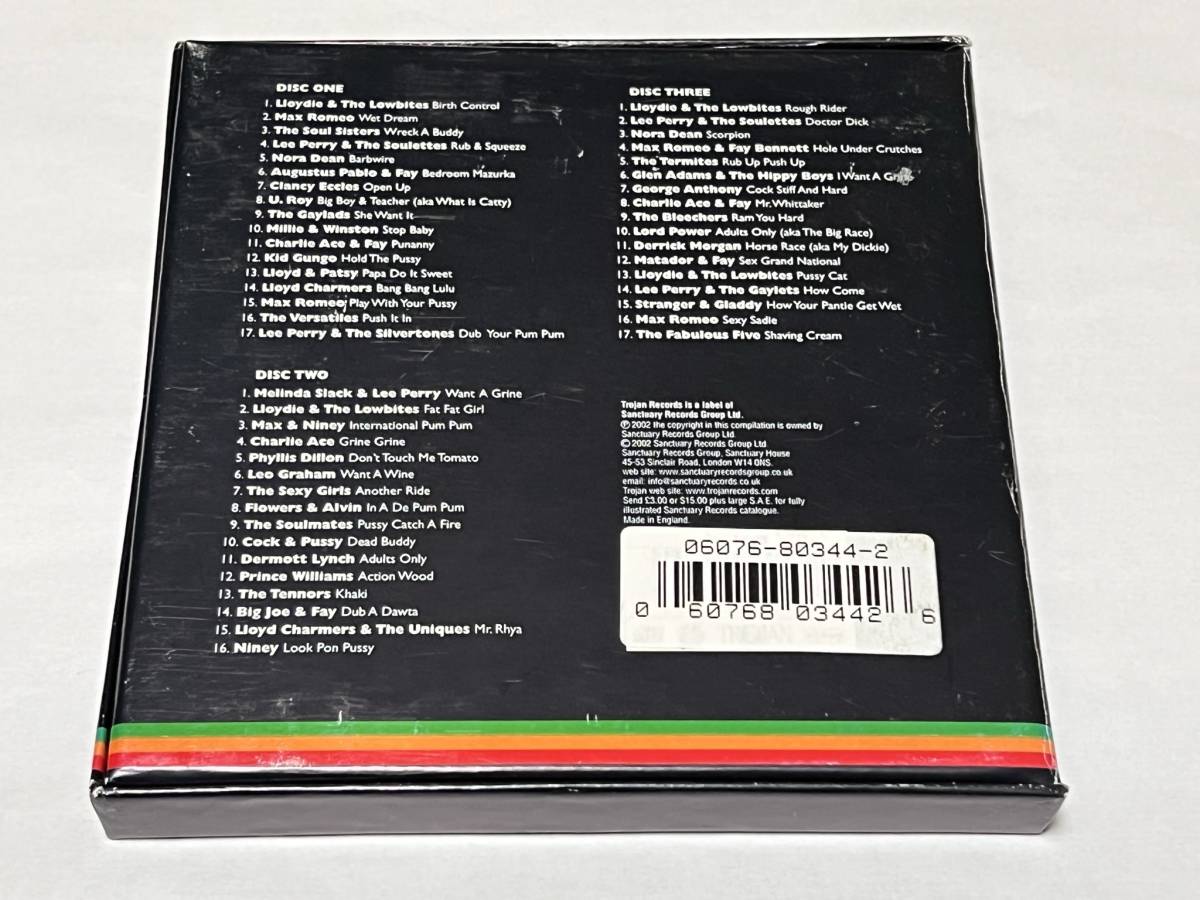 DISC ONE
1. Lloydie & The Lowbites Birth Control
2. Max Romeo Wet Dream
3. The Soul Sisters Wreck A Buddy
4. Lee Perry & The Soulettes Rub & Squeeze
5. Nora Dean Barbwire
6. Augustus Pablo & Fay Bedroom Mazurka
7. Clancy Eccles Open Up
8. U. Roy Big Boy & Teacher (aka What Is Catty)
9. The Gaylads She Want It
10. Millie & Winston Stop Baby
11. Charlie Ace & Fay Punanny
12. Kid Gungo Hold The Pussy
13. Lloyd & Patsy Papa Do It Sweet
14. Lloyd Charmers Bang Bang Lulu
15. Max Romeo Play With Your Pussy
16. The Versatiles Push It In
17. Lee Perry & The Silvertones Dub Your Pum Pum
DISC TWO
1. Melinda Slack & Lee Perry Want A Grine
2. Lloydie & The Lowbites Fat Fat Girl
3. Max & Niney International Pum Pum
4. Charlie Ace Grine Grine
5. Phyllis Dillon Don't Touch Me Tomato
6. Leo Graham Want A Wine
7. The Sexy Girls Another Ride
8. Flowers & Alvin In A De Pum Pum
9. The Soulmates Pussy Catch A Fire
10. Cock & Pussy Dead Buddy
11. Dermott Lynch Adults Only
12. Prince Williams Action Wood
13. The Tennors Khaki
14. Big Joe & Fay Dub A Dawta
15. Lloyd Charmers & The Uniques Mr. Rhya
16. Niney Look Pon Pussy
DISC THREE
1. Lloydie & The Lowbites Rough Rider
2. Lee Perry & The Soulettes Doctor Dick
3. Nora Dean Scorpion
4. Max Romeo & Fay Bennett Hole Under Crutches
5. The Termites Rub Up Push Up
6. Glen Adams & The Hippy Boys I Want A
7. George Anthony Cock Stiff And Hard
8. Charlie Ace & Fay Mr. Whittaker
9. The Bleechers Ram You Hard
10. Lord Power Adults Only (aka The Big Race)
11. Derrick Morgan Horse Race (aka My Dickie)
12. Matador & Fay Sex Grand National
13. Lloydie & The Lowbites Pussy Cat
14. Lee Perry & The Gaylets How Come
15. Stranger & Gladdy How Your Pantie Get Wet
16. Max Romeo Sexy Sadie
17. The Fabulous Five Shaving Cream
Trojan Records is a label of
Sanctuary Records Group Ltd.
℗ 2002 the copyright in this compilation is owned by
Sanctuary Records Group Ltd.
© 2002 Sanctuary Records Group Ltd
Sanctuary Records Group, Sanctuary House
45-53 Sinclair Road, London W14 0NS.
web site: www.sanctuaryrecordsgroup.co.uk
email: info@sanctuaryrecords.co.uk
Trojan web site: www.trojanrecords.com
Send £3.00 or $15.00 plus large S.A.E. for fully
illustrated Sanctuary Records catalogue.
Made in England.
06076-80344-2
0 60768 03442 6